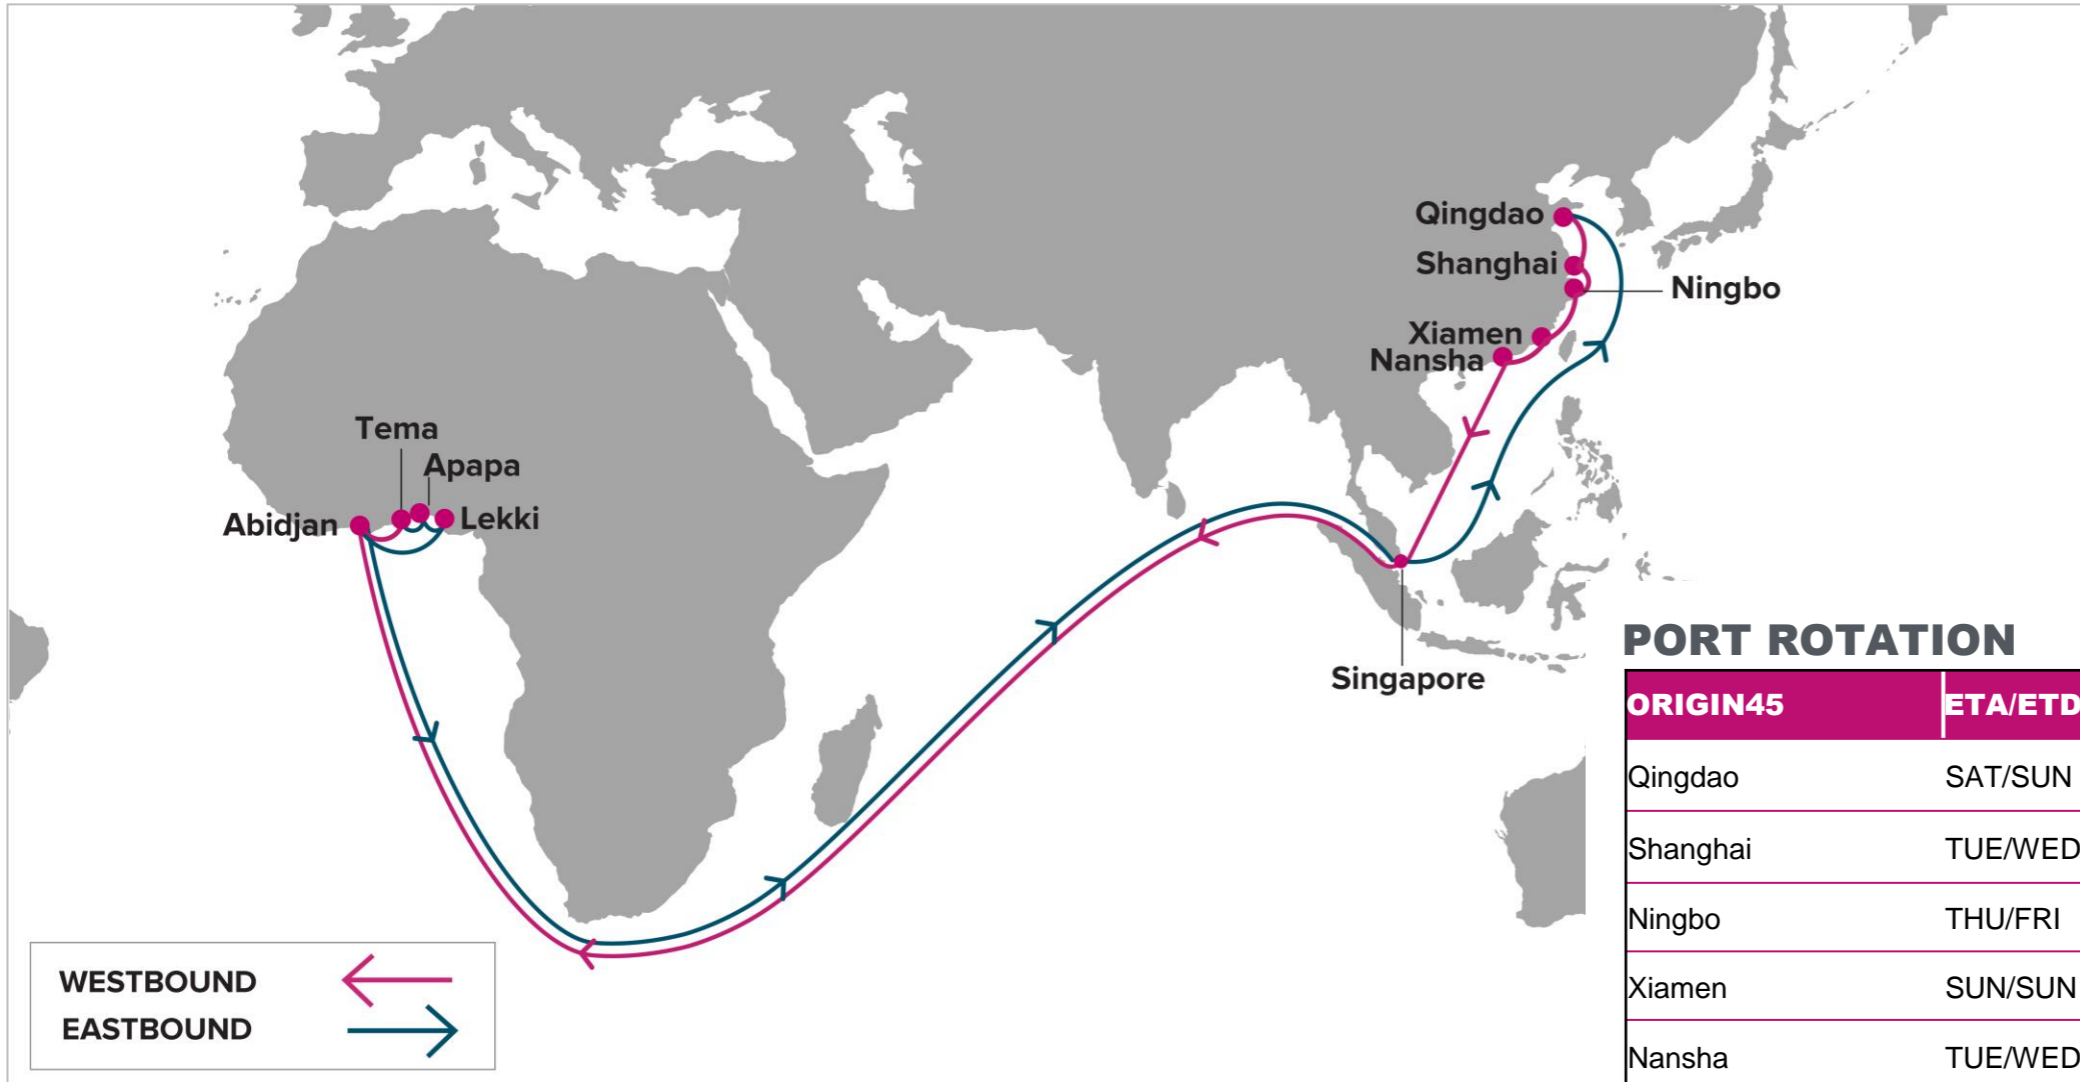 Qingdao
Shanghai
Ningbo
Xiamen
Nansha
Tema
Apapa
Abidjan
Lekki
Singapore
PORT ROTATION
ORIGIN45 ETA/ETD
Qingdao SAT/SUN
Shanghai TUE/WED
Ningbo THU/FRI
Xiamen SUN/SUN
Nansha TUE/WED
WESTBOUND
EASTBOUND